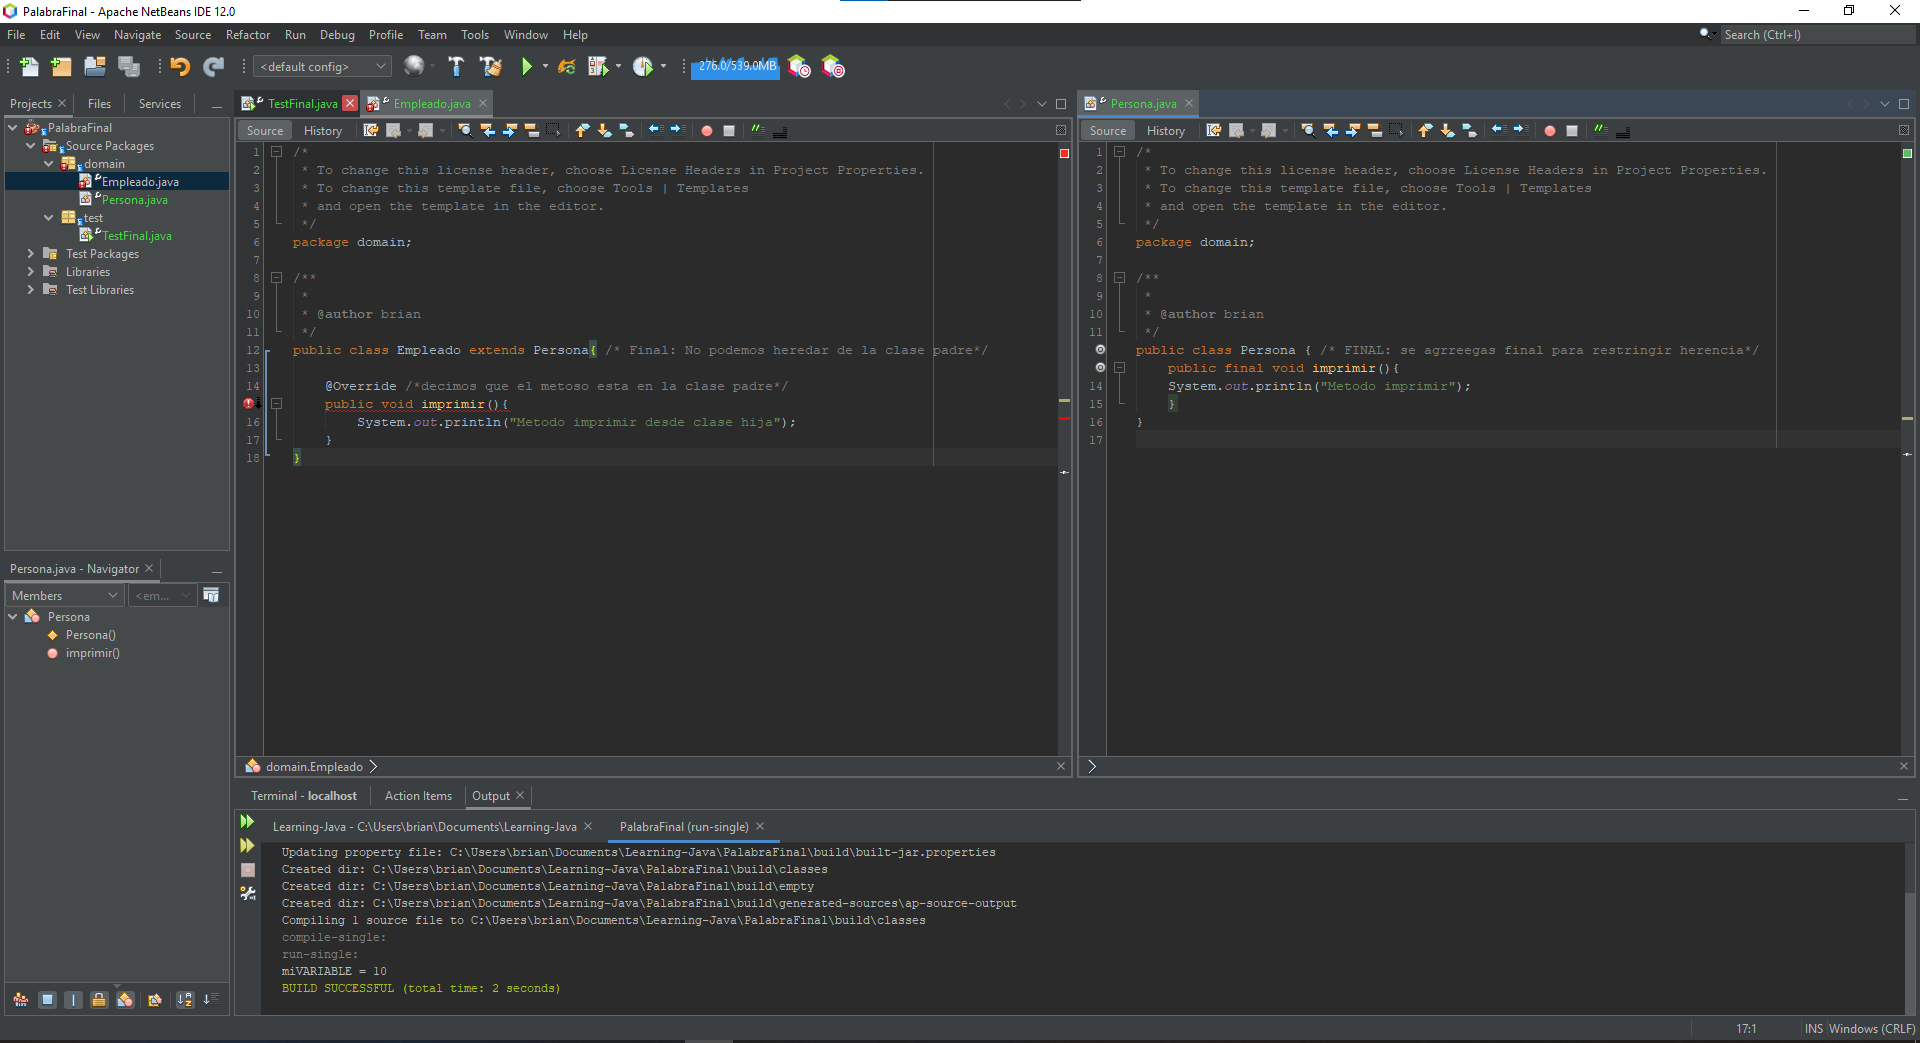 PalabraFinal - Apache NetBeans IDE 12.0
File Edit View Navigate Source Refactor Run Debug Profile Team Tools Window Help
Search (Ctrl+I)
<default config>
276.0/539.0MB
Projects Files Services
PalabraFinal
Source Packages
domain
Empleado.java
Persona.java
test
TestFinal.java
Test Packages
Libraries
Test Libraries
Persona.java - Navigator
Members
<em...
Persona
Persona()
imprimir()
TestFinal.java Empleado.java
Source History
1 /*
2 * To change this license header, choose License Headers in Project Properties.
3 * To change this template file, choose Tools | Templates
4 * and open the template in the editor.
5 */
6 package domain;
7
8 /**
9 *
10 * @author brian
11 */
12 public class Empleado extends Persona{ /* Final: No podemos heredar de la clase padre*/
13
14 @Override /*decimos que el metoso esta en la clase padre*/
public void imprimir(){
16 System.out.println("Metodo imprimir desde clase hija");
17 }
18 }
domain.Empleado
Persona.java
Source History
1 /*
2 * To change this license header, choose License Headers in Project Properties.
3 * To change this template file, choose Tools | Templates
4 * and open the template in the editor.
5 */
6 package domain;
7
8 /**
9 *
10 * @author brian
11 */
public class Persona { /* FINAL: se agrreegas final para restringir herencia*/
public final void imprimir(){
14 System.out.println("Metodo imprimir");
15 }
16 }
17
Terminal - localhost Action Items Output
Learning-Java - C:\Users\brian\Documents\Learning-Java PalabraFinal (run-single)
Updating property file: C:\Users\brian\Documents\Learning-Java\PalabraFinal\build\built-jar.properties
Created dir: C:\Users\brian\Documents\Learning-Java\PalabraFinal\build\classes
Created dir: C:\Users\brian\Documents\Learning-Java\PalabraFinal\build\empty
Created dir: C:\Users\brian\Documents\Learning-Java\PalabraFinal\build\generated-sources\ap-source-output
Compiling 1 source file to C:\Users\brian\Documents\Learning-Java\PalabraFinal\build\classes
compile-single:
run-single:
miVARIABLE = 10
BUILD SUCCESSFUL (total time: 2 seconds)
17:1 INS Windows (CRLF)